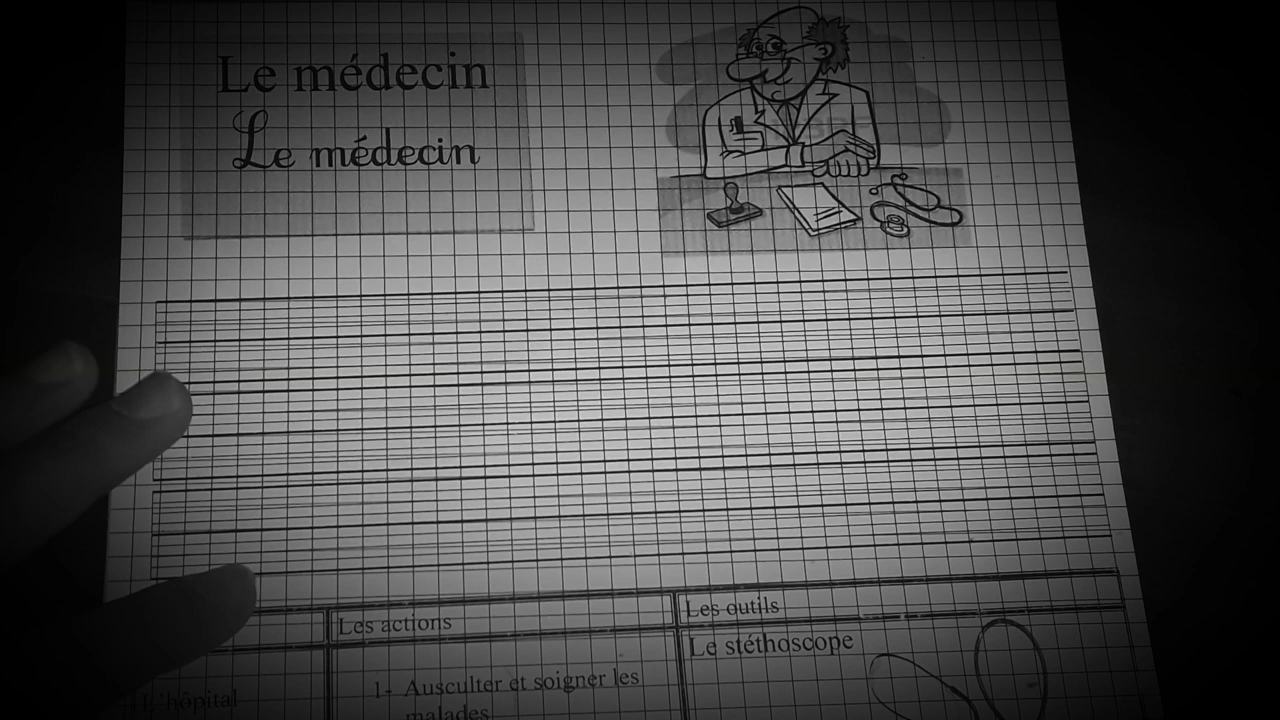 Le médecin
Le médecin
Les actions
Les outils
L'hôpital
1- Ausculter et soigner les
malades
Le stéthoscope